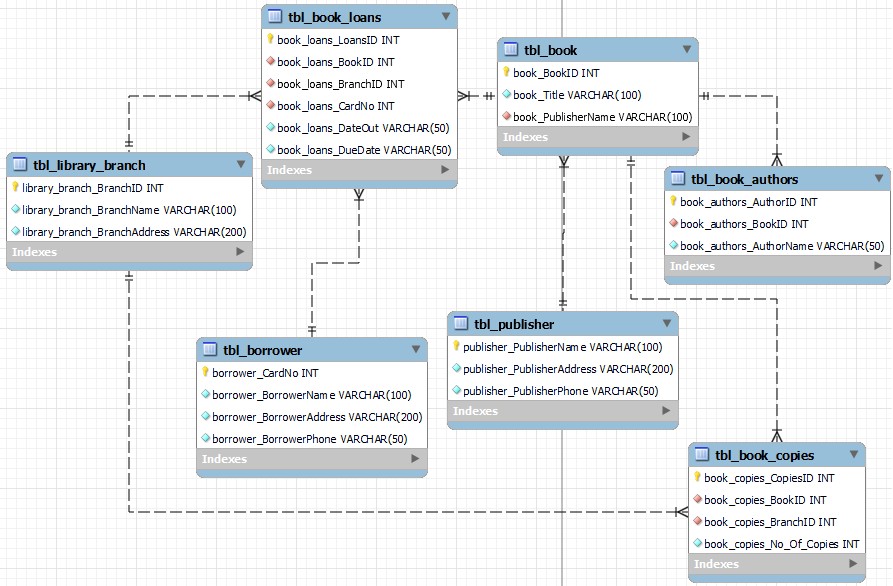 tbl_book_loans
book_loans_LoansID INT
book_loans_BookID INT
book_loans_BranchID INT
book_loans_CardNo INT
book_loans_DateOut VARCHAR(50)
book_loans_DueDate VARCHAR(50)
Indexes
tbl_book
book_BookID INT
book_Title VARCHAR(100)
book_PublisherName VARCHAR(100)
Indexes
tbl_library_branch
library_branch_BranchID INT
library_branch_BranchName VARCHAR(100)
library_branch_BranchAddress VARCHAR(200)
Indexes
tbl_book_authors
book_authors_AuthorID INT
book_authors_BookID INT
book_authors_AuthorName VARCHAR(50)
Indexes
tbl_borrower
borrower_CardNo INT
borrower_BorrowerName VARCHAR(100)
borrower_BorrowerAddress VARCHAR(200)
borrower_BorrowerPhone VARCHAR(50)
Indexes
tbl_publisher
publisher_PublisherName VARCHAR(100)
publisher_PublisherAddress VARCHAR(200)
publisher_PublisherPhone VARCHAR(50)
Indexes
tbl_book_copies
book_copies_CopiesID INT
book_copies_BookID INT
book_copies_BranchID INT
book_copies_No_Of_Copies INT
Indexes